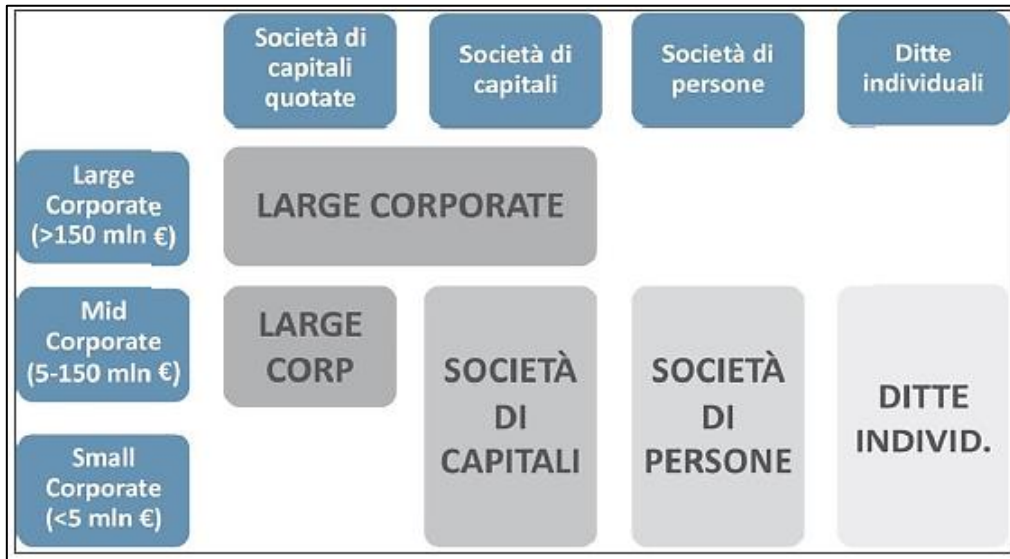 Società di
capitali
quotate
Società di
capitali
Società di
persone
Ditte
individuali
Large
Corporate
(>150 mln €)
LARGE CORPORATE
Mid
Corporate
(5-150 mln €)
LARGE
CORP
SOCIETÀ
DI
CAPITALI
SOCIETÀ
DI
PERSONE
DITTE
INDIVID.
Small
Corporate
(<5 mln €)